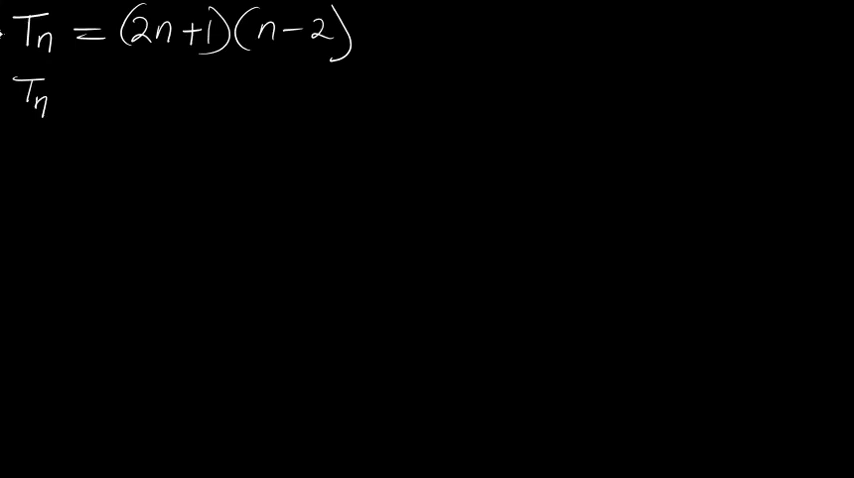 Tn = (2n+1)(n-2)
Tn